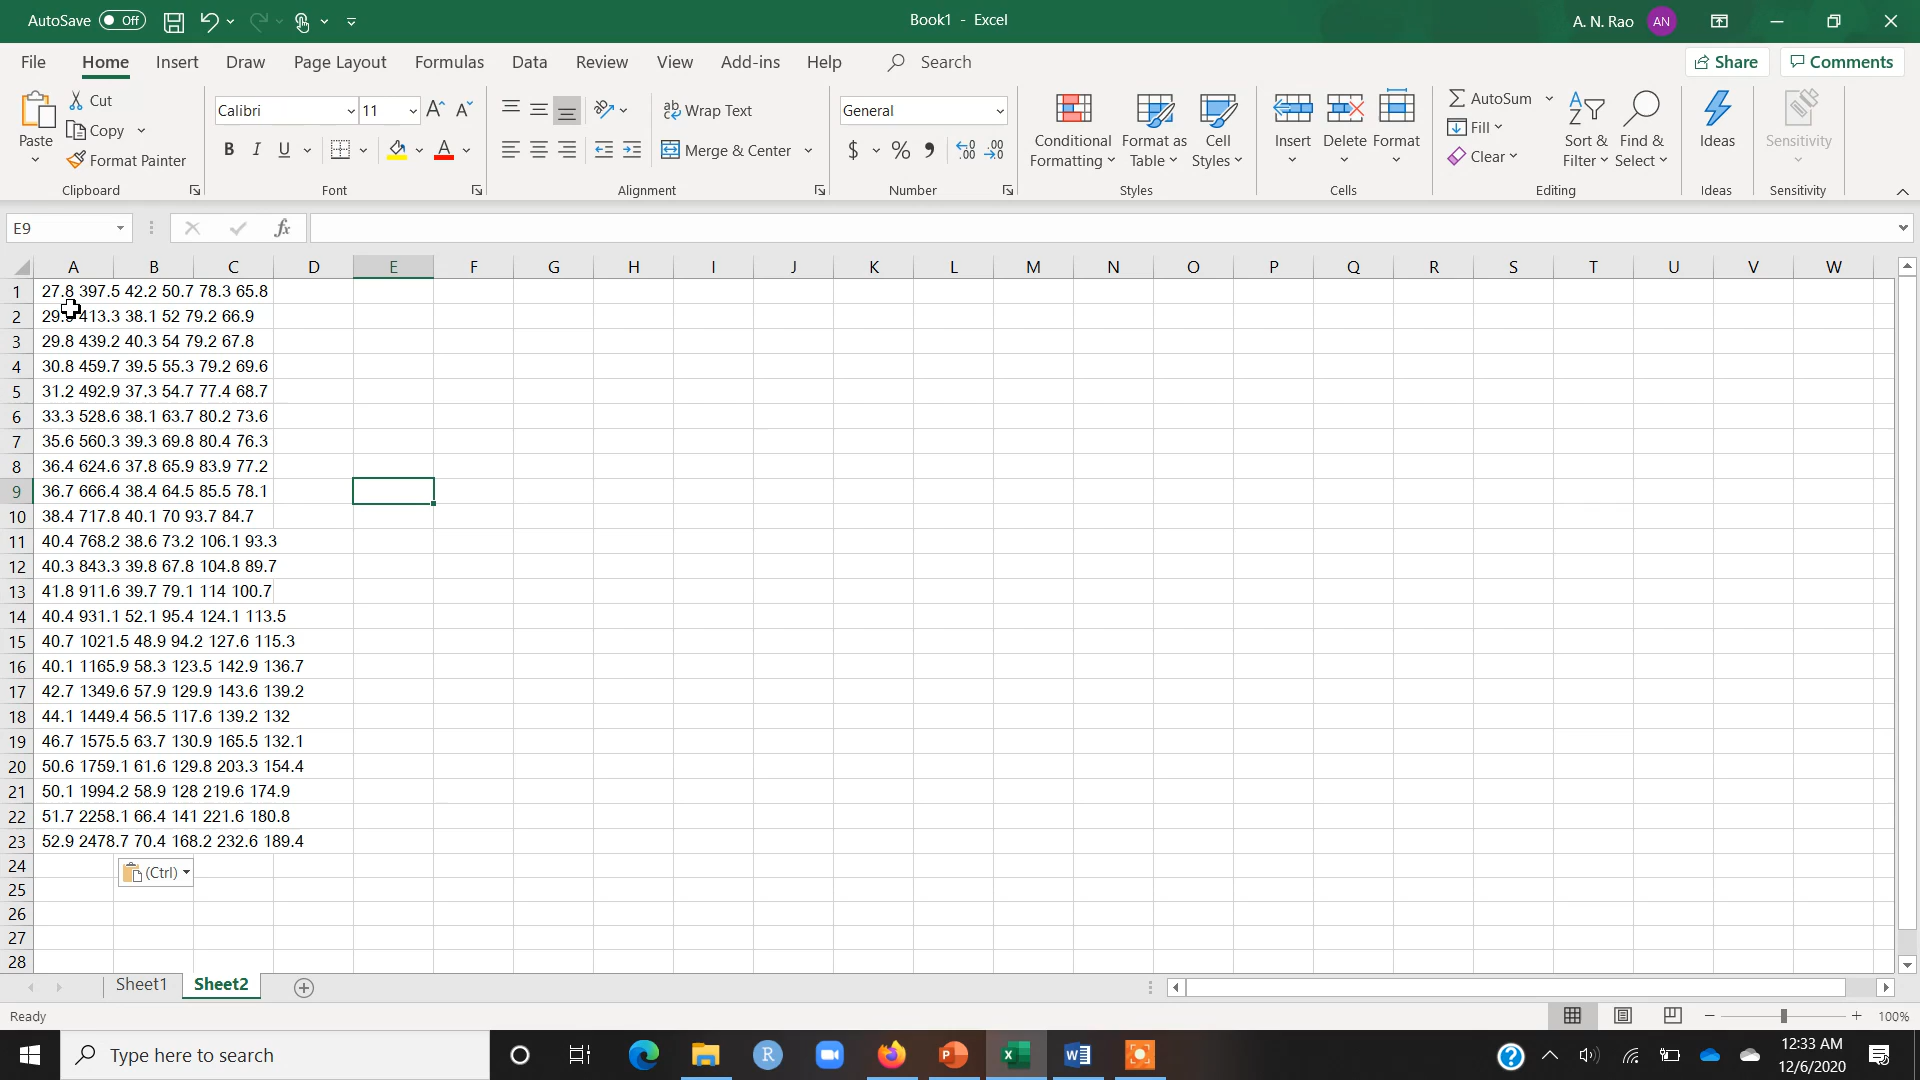 AutoSave Off
Book1 - Excel
A. N. Rao AN
File Home Insert Draw Page Layout Formulas Data Review View Add-ins Help Search Share Comments
Paste
Cut
Copy
Format Painter
Clipboard
Calibri 11
B I U A
Font
Wrap Text
Merge & Center
Alignment
General
$ % 9
Number
Conditional Formatting
Format as Table
Cell Styles
Styles
Insert
Delete
Format
Cells
AutoSum
Fill
Clear
Sort & Filter
Find & Select
Editing
Ideas
Ideas
Sensitivity
Sensitivity
E9 fx
A B C D E F G H I J K L M N O P Q R S T U V W
1 27.8 397.5 42.2 50.7 78.3 65.8
2 413.3 38.1 52 79.2 66.9
3 29.8 439.2 40.3 54 79.2 67.8
4 30.8 459.7 39.5 55.3 79.2 69.6
5 31.2 492.9 37.3 54.7 77.4 68.7
6 33.3 528.6 38.1 63.7 80.2 73.6
7 35.6 560.3 39.3 69.8 80.4 76.3
8 36.4 624.6 37.8 65.9 83.9 77.2
9 36.7 666.4 38.4 64.5 85.5 78.1
10 38.4 717.8 40.1 70 93.7 84.7
11 40.4 768.2 38.6 73.2 106.1 93.3
12 40.3 843.3 39.8 67.8 104.8 89.7
13 41.8 911.6 39.7 79.1 114 100.7
14 40.4 931.1 52.1 95.4 124.1 113.5
15 40.7 1021.5 48.9 94.2 127.6 115.3
16 40.1 1165.9 58.3 123.5 142.9 136.7
17 42.7 1349.6 57.9 129.9 143.6 139.2
18 44.1 1449.4 56.5 117.6 139.2 132
19 46.7 1575.5 63.7 130.9 165.5 132.1
20 50.6 1759.1 61.6 129.8 203.3 154.4
21 50.1 1994.2 58.9 128 219.6 174.9
22 51.7 2258.1 66.4 141 221.6 180.8
23 52.9 2478.7 70.4 168.2 232.6 189.4
24 (Ctrl)
25
26
27
28
Sheet1 Sheet2
Ready 100%
Type here to search
12:33 AM
12/6/2020